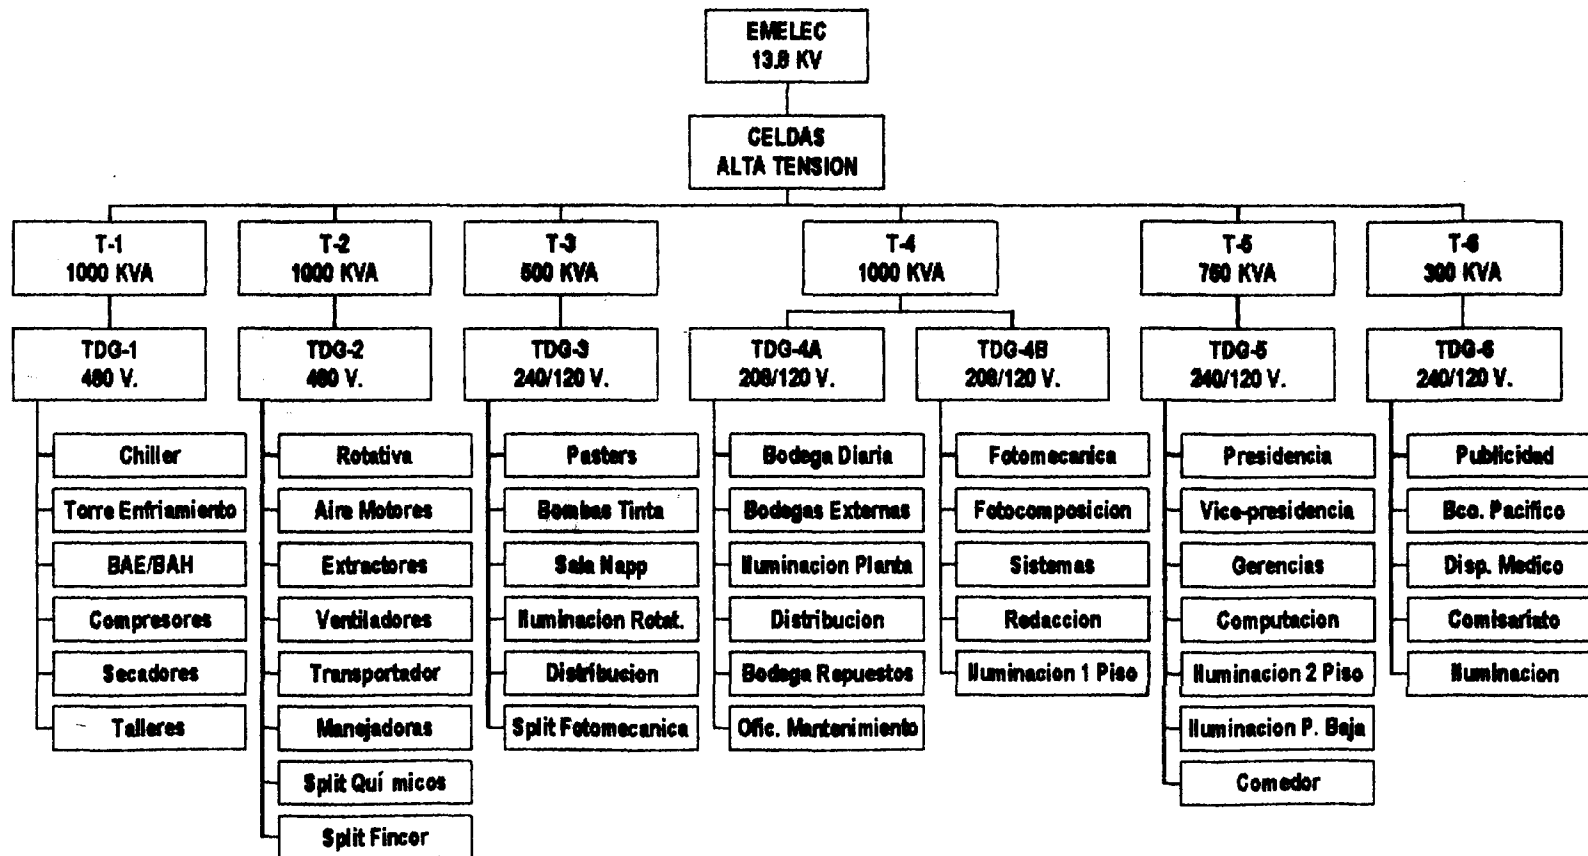 EMELEC
13.8 KV
CELDAS
ALTA TENSION
T-1
1000 KVA
T-2
1000 KVA
T-3
500 KVA
T-4
1000 KVA
T-5
750 KVA
T-6
300 KVA
TDG-1
480 V.
TDG-2
480 V.
TDG-3
240/120 V.
TDG-4A
208/120 V.
TDG-4B
208/120 V.
TDG-5
240/120 V.
TDG-6
240/120 V.
Chiller
Torre Enfriamiento
BAE/BAH
Compresores
Secadores
Talleres
Rotativa
Aire Motores
Extractores
Ventiladores
Transportador
Manejadoras
Split Quí micos
Split Fincor
Pasters
Bombas Tinta
Sala Napp
Iluminacion Rotat.
Distribucion
Split Fotomecanica
Bodega Diaria
Bodegas Externas
Iluminacion Planta
Distribucion
Bodega Repuestos
Ofic. Mantenimiento
Fotomecanica
Fotocomposicion
Sistemas
Redaccion
Iluminacion 1 Piso
Presidencia
Vice-presidencia
Gerencias
Computacion
Iluminacion 2 Piso
Iluminacion P. Baja
Comedor
Publicidad
Bco. Pacifico
Disp. Medico
Comisariato
Iluminacion